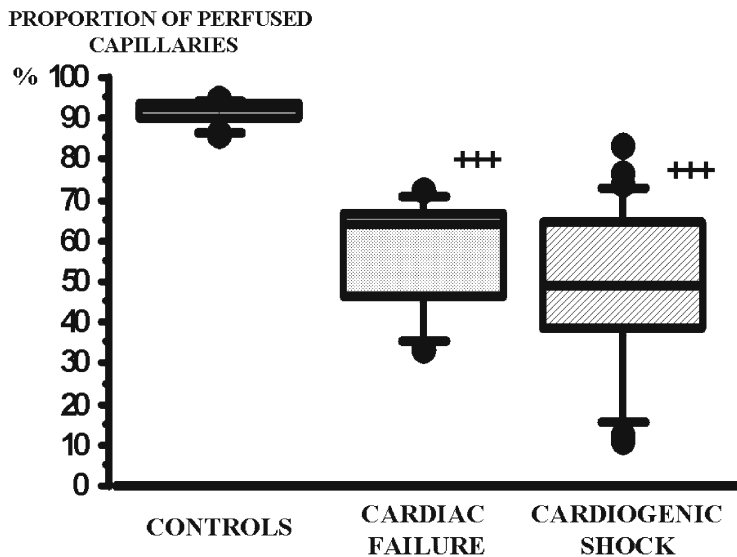 PROPORTION OF PERFUSED
CAPILLARIES
% 100
90
80
70
60
50
40
30
20
10
0
+++
+++
CONTROLS
CARDIAC
FAILURE
CARDIOGENIC
SHOCK